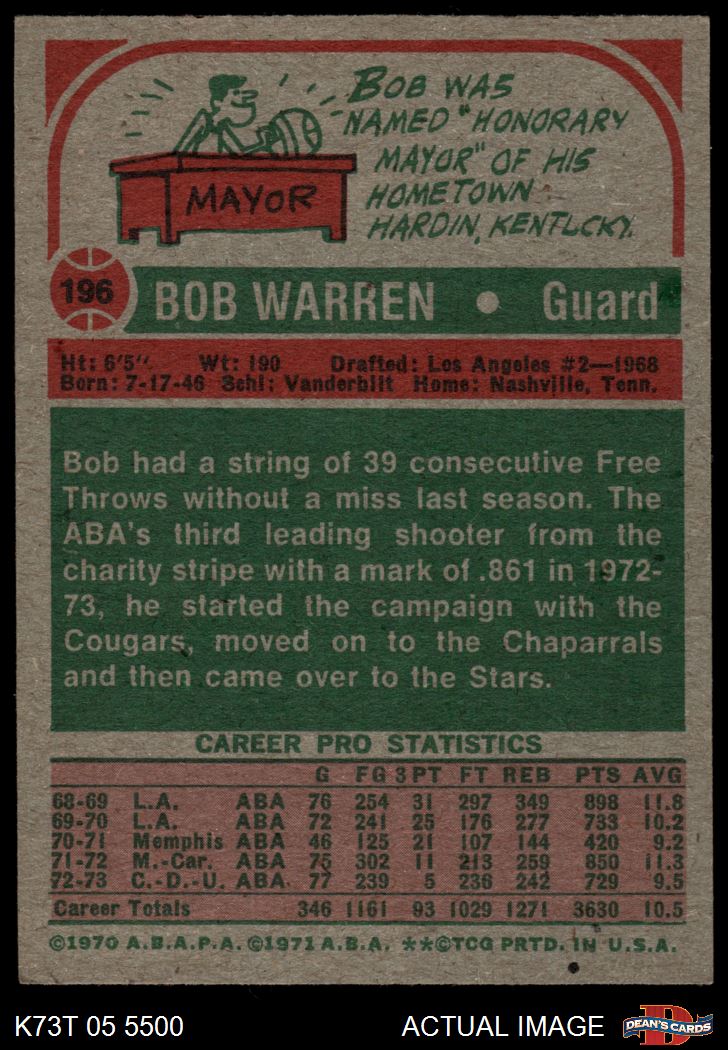 BOB WAS
NAMED "HONORARY
MAYOR" OF HIS
HOMETOWN
HARDIN, KENTLCKY.
MAYOR
196 BOB WARREN • Guard
Ht: 6'5" Wt: 190 Drafted: Los Angeles #2—1968
Born: 7-17-46 Schl: Vanderbilt Home: Nashville, Tenn.
Bob had a string of 39 consecutive Free
Throws without a miss last season. The
ABA's third leading shooter from the
charity stripe with a mark of .861 in 1972-
73, he started the campaign with the
Cougars, moved on to the Chaparrals
and then came over to the Stars.
CAREER PRO STATISTICS
G FG 3PT FT REB PTS AVG
68-69 L.A. ABA 76 254 31 297 349 898 11.8
69-70 L.A. ABA 72 241 25 176 277 733 10.2
70-71 Memphis ABA 46 125 21 107 144 420 9.2
71-72 M.-Car. ABA 75 302 11 213 259 850 11.3
72-73 C.-D.-U. ABA 77 239 5 236 242 729 9.5
Career Totals 346 1161 93 1029 1271 3630 10.5
©1970 A.B.A.P.A. ©1971 A.B.A. **©TCG PRTD. IN U.S.A.
K73T 05 5500 ACTUAL IMAGE
D
DEAN'S CARDS